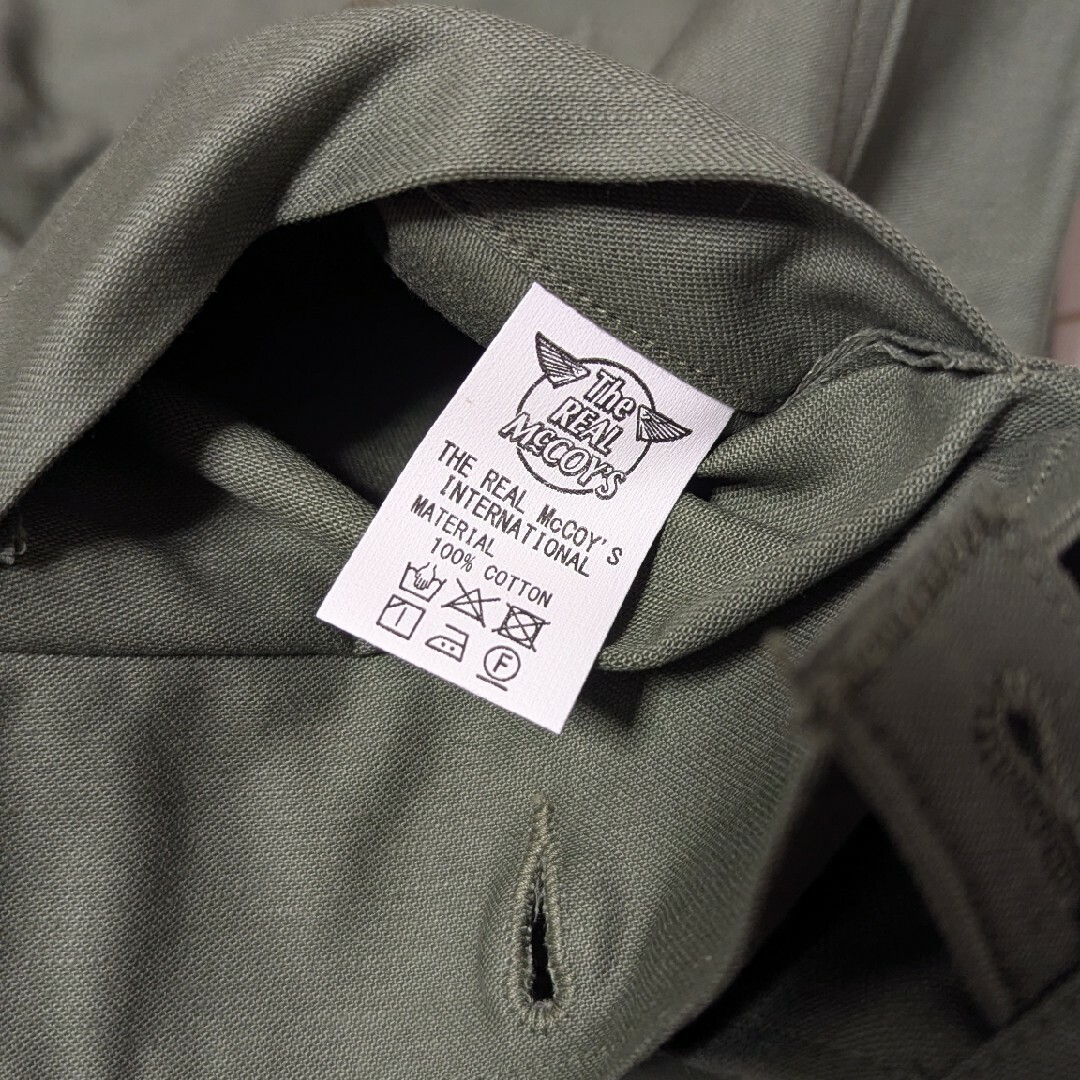 The
REAL
McCOY'S
THE REAL McCOY'S
INTERNATIONAL
MATERIAL
100% COTTON
F